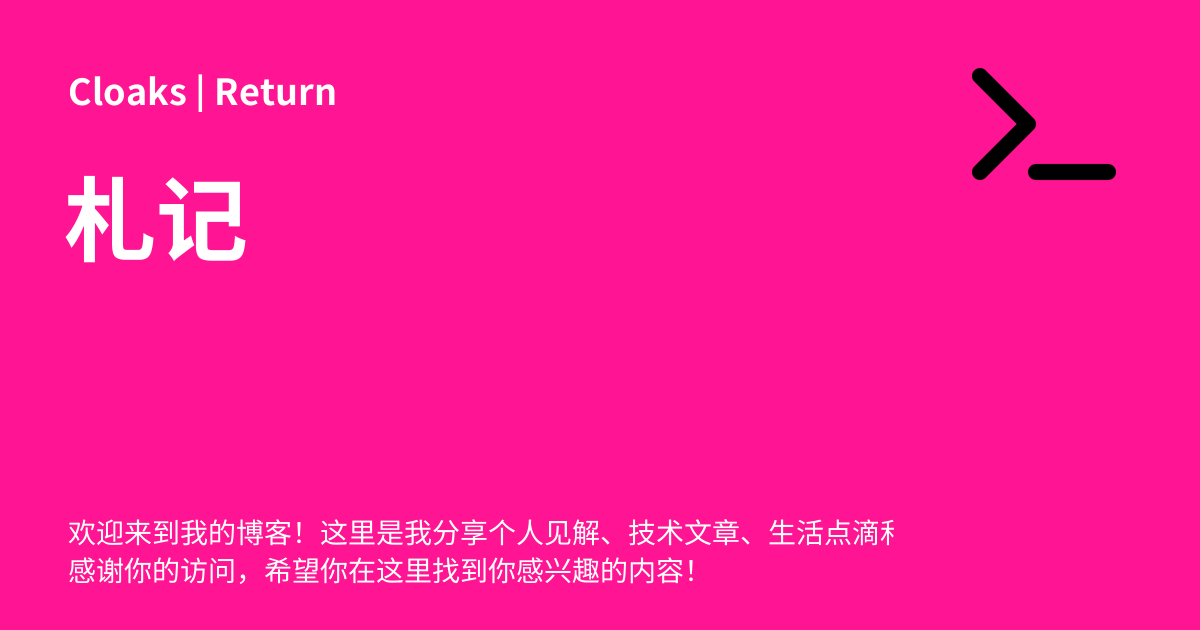 Cloaks | Return
札记
欢迎来到我的博客！这里是我分享个人见解、技术文章、生活点滴
感谢你的访问，希望你在这里找到你感兴趣的内容！